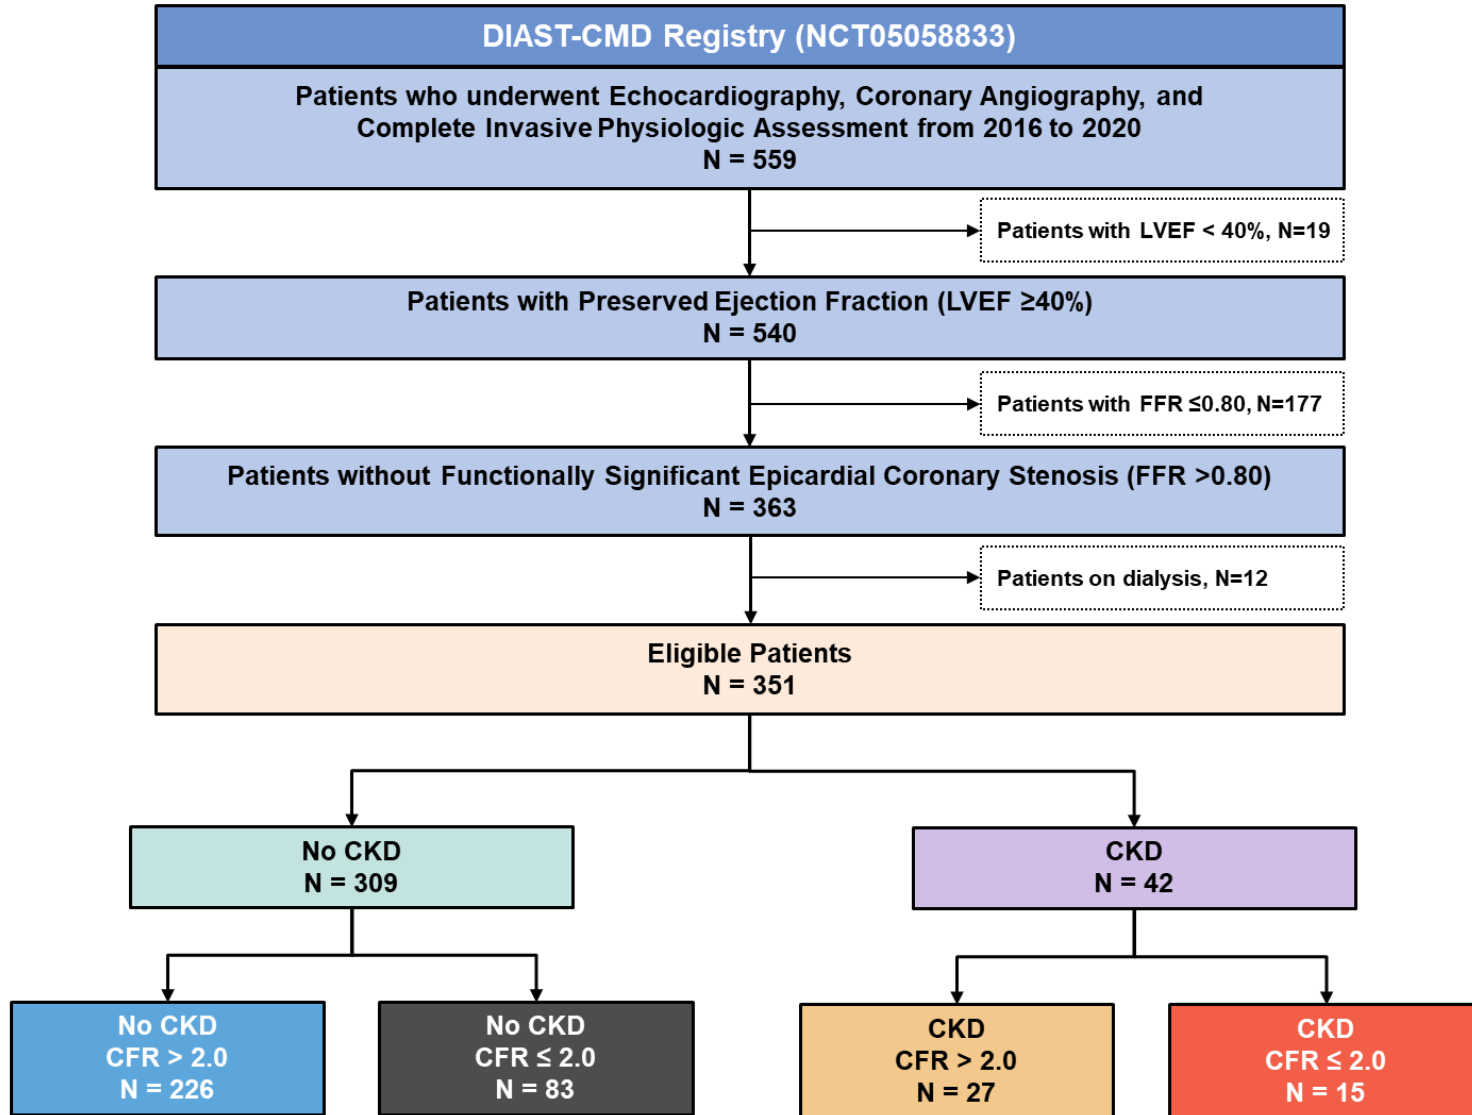 DIAST-CMD Registry (NCT05058833)
Patients who underwent Echocardiography, Coronary Angiography, and
Complete Invasive Physiologic Assessment from 2016 to 2020
N = 559
Patients with LVEF < 40%, N=19
Patients with Preserved Ejection Fraction (LVEF ≥40%)
N = 540
Patients with FFR ≤0.80, N=177
Patients without Functionally Significant Epicardial Coronary Stenosis (FFR >0.80)
N = 363
Patients on dialysis, N=12
Eligible Patients
N = 351
No CKD
N = 309
CKD
N = 42
No CKD
CFR > 2.0
N = 226
No CKD
CFR ≤ 2.0
N = 83
CKD
CFR > 2.0
N = 27
CKD
CFR ≤ 2.0
N = 15